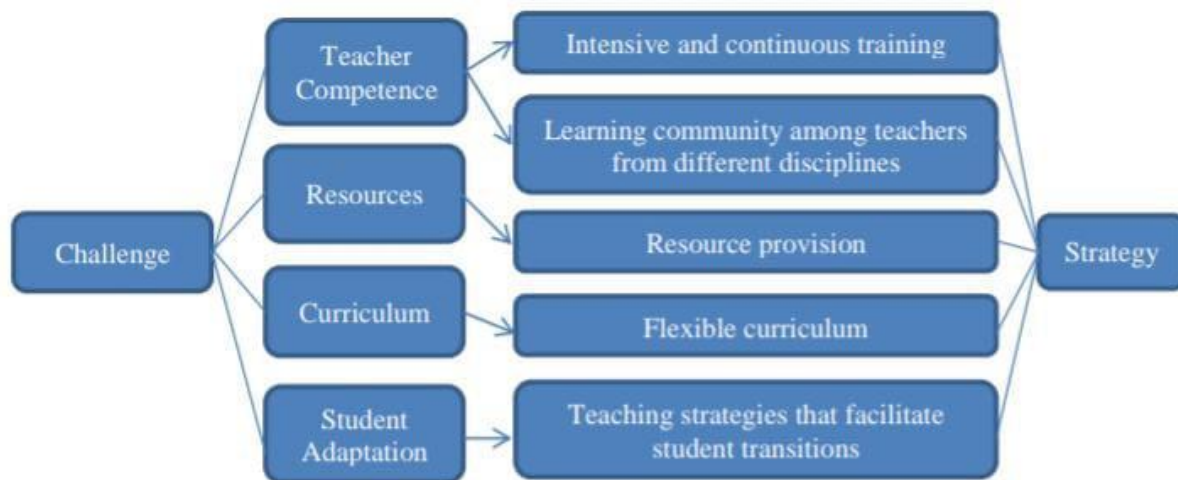 Challenge
Teacher
Competence
Resources
Curriculum
Student
Adaptation
Intensive and continuous training
Learning community among teachers
from different disciplines
Resource provision
Flexible curriculum
Teaching strategies that facilitate
student transitions
Strategy